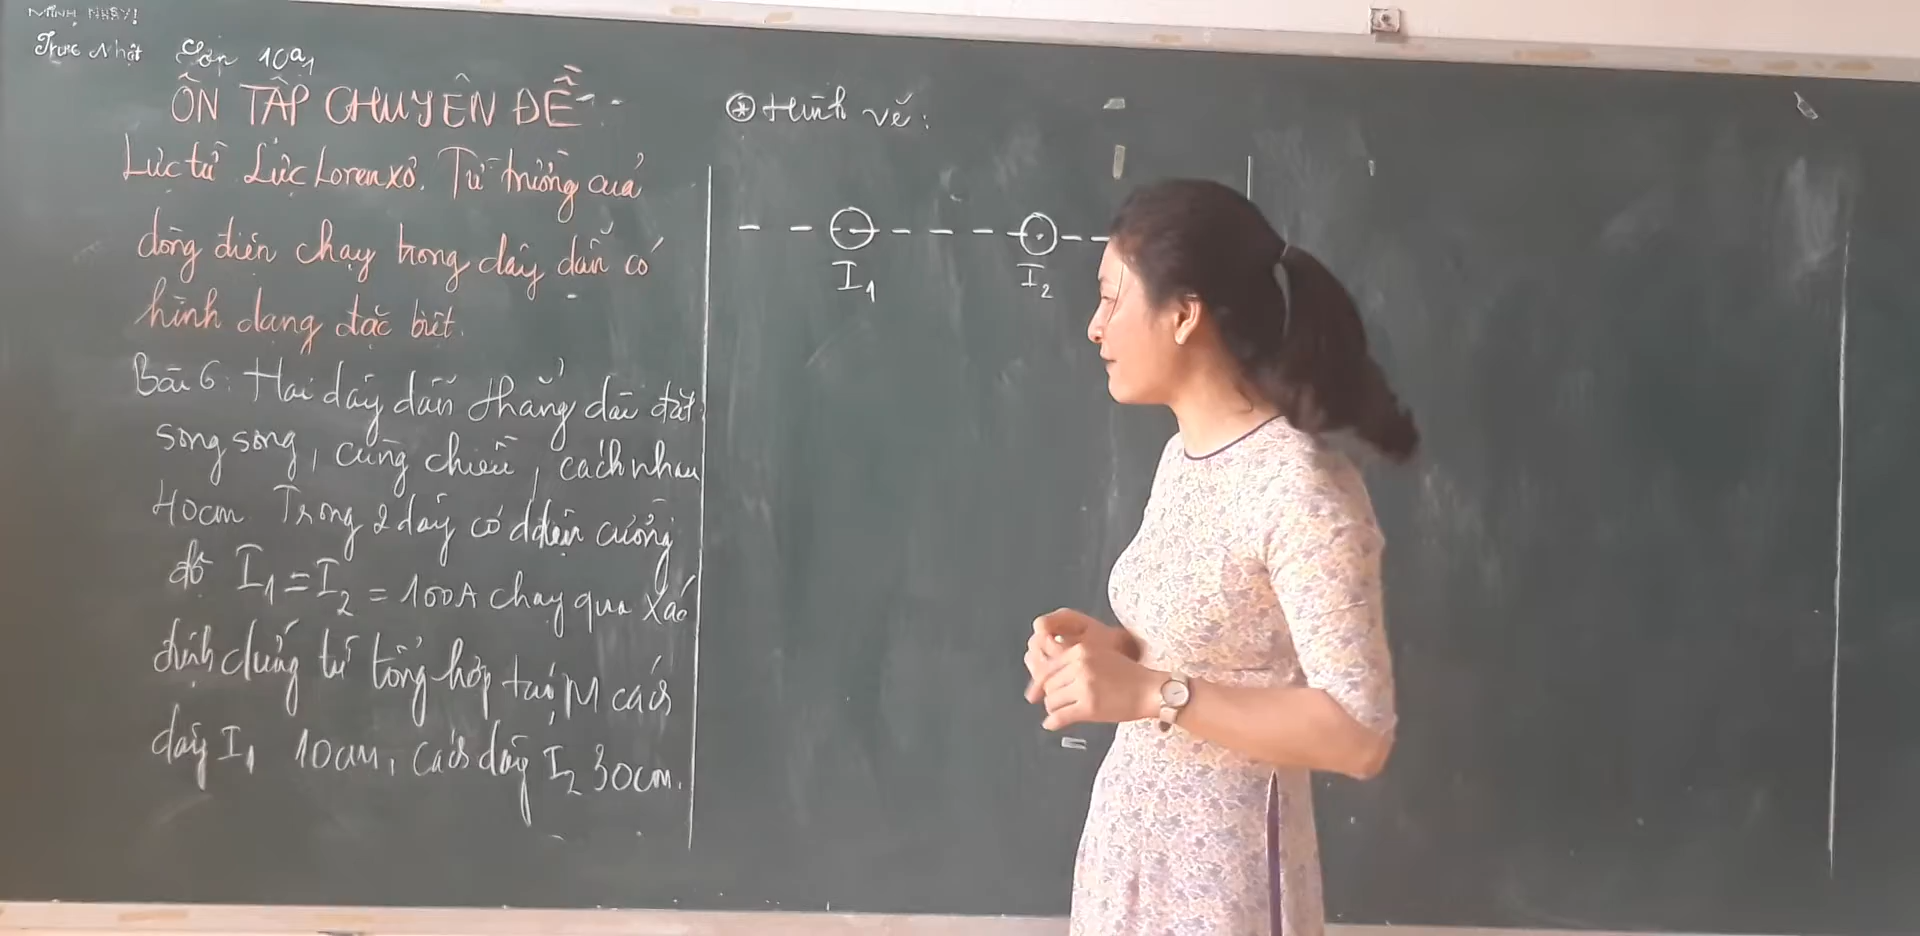 MINH NHẬY!
Trực Nhật
Lớp 10a1
ÔN TẬP CHUYÊN ĐỀ
Lực từ Lực Lorenxơ. Từ trường của
dòng điện chạy trong dây dẫn có
hình dạng đặc biệt.
Bài 6: Hai dây dẫn thẳng dài đặt
song song, cùng chiều, cách nhau
40cm. Trong 2 dây có dđiện cường
độ I1 = I2 = 100A chạy qua xác
định cảm ứng từ tổng hợp tại M cách
dây I1 10cm, cách dây I2 30cm.
⊛ Hình vẽ:
I1
I2